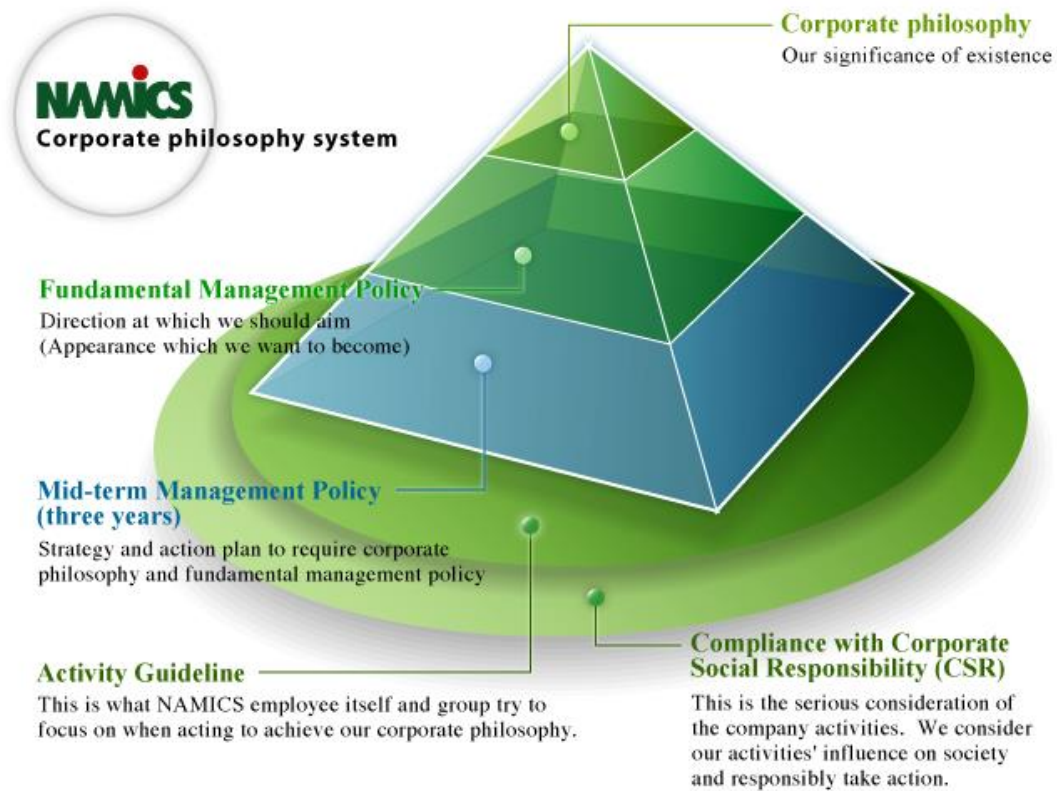 Corporate philosophy
Our significance of existence
NAMICS
Corporate philosophy system
Fundamental Management Policy
Direction at which we should aim
(Appearance which we want to become)
Mid-term Management Policy
(three years)
Strategy and action plan to require corporate
philosophy and fundamental management policy
Activity Guideline
This is what NAMICS employee itself and group try to
focus on when acting to achieve our corporate philosophy.
Compliance with Corporate
Social Responsibility (CSR)
This is the serious consideration of
the company activities. We consider
our activities' influence on society
and responsibly take action.